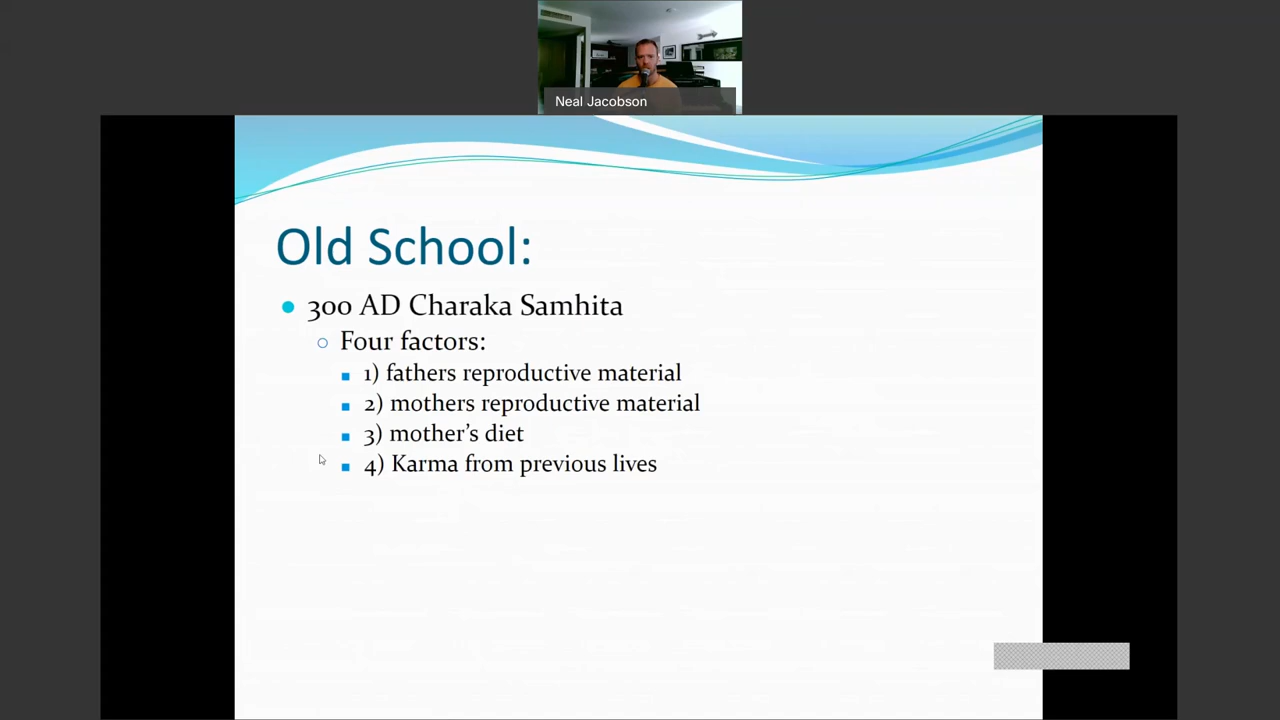 Neal Jacobson
Old School:
300 AD Charaka Samhita
Four factors:
1) fathers reproductive material
2) mothers reproductive material
3) mother’s diet
4) Karma from previous lives